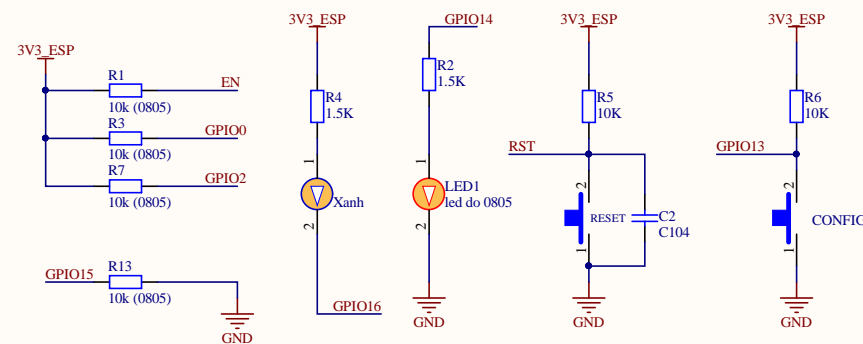 3V3_ESP
R1
10k (0805)
EN
R3
10k (0805)
GPIO0
R7
10k (0805)
GPIO2
GPIO15
R13
10k (0805)
GND
3V3_ESP
R4
1.5K
1
Xanh
2
GPIO16
GPIO14
R2
1.5K
1
LED1
led do 0805
2
GND
3V3_ESP
R5
10K
RST
2
RESET
1
C2
C104
GND
3V3_ESP
R6
10K
GPIO13
2
CONFIG
1
GND